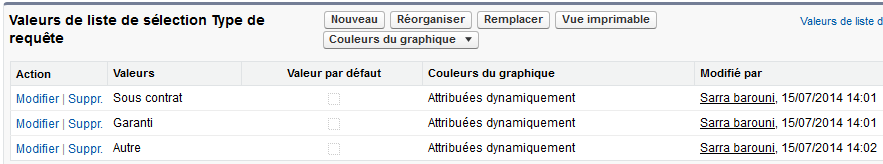 Valeurs de liste de sélection Type de requête
Nouveau Réorganiser Remplacer Vue imprimable
Couleurs du graphique
Valeurs de liste d
Action Valeurs Valeur par défaut Couleurs du graphique Modifié par
Modifier | Suppr. Sous contrat Attribuées dynamiquement Sarra barouni, 15/07/2014 14:01
Modifier | Suppr. Garanti Attribuées dynamiquement Sarra barouni, 15/07/2014 14:01
Modifier | Suppr. Autre Attribuées dynamiquement Sarra barouni, 15/07/2014 14:02